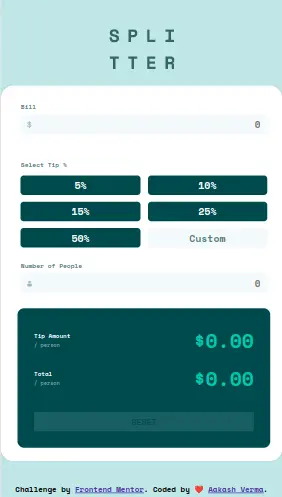 SPLI
TTER
Bill
$ 0
Select Tip %
5% 10%
15% 25%
50% Custom
Number of People
0
Tip Amount
/ person
$0.00
Total
/ person
$0.00
RESET
Challenge by Frontend Mentor. Coded by ❤️ Aakash Verma.